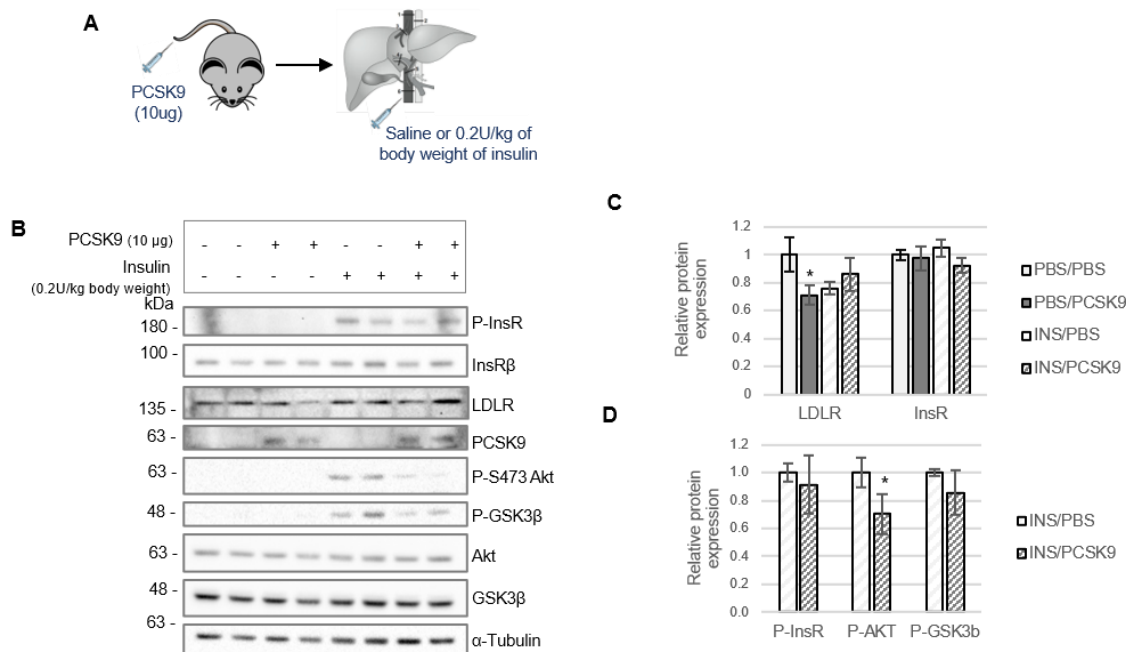 A
PCSK9
(10ug)
Saline or 0.2U/kg of
body weight of insulin
B
PCSK9 (10 µg) - - + + - - + +
Insulin - - - - + + + +
(0.2U/kg body weight)
kDa
180 - P-InsR
100 - InsRβ
135 - LDLR
63 - PCSK9
63 - P-S473 Akt
48 - P-GSK3β
63 - Akt
48 - GSK3β
63 - α-Tubulin
C
Relative protein
expression
1.2
1
0.8
0.6
0.4
0.2
0
*
LDLR InsR
PBS/PBS
PBS/PCSK9
INS/PBS
INS/PCSK9
D
Relative protein
expression
1.2
1.0
0.8
0.6
0.4
0.2
0.0
*
P-InsR P-AKT P-GSK3b
INS/PBS
INS/PCSK9